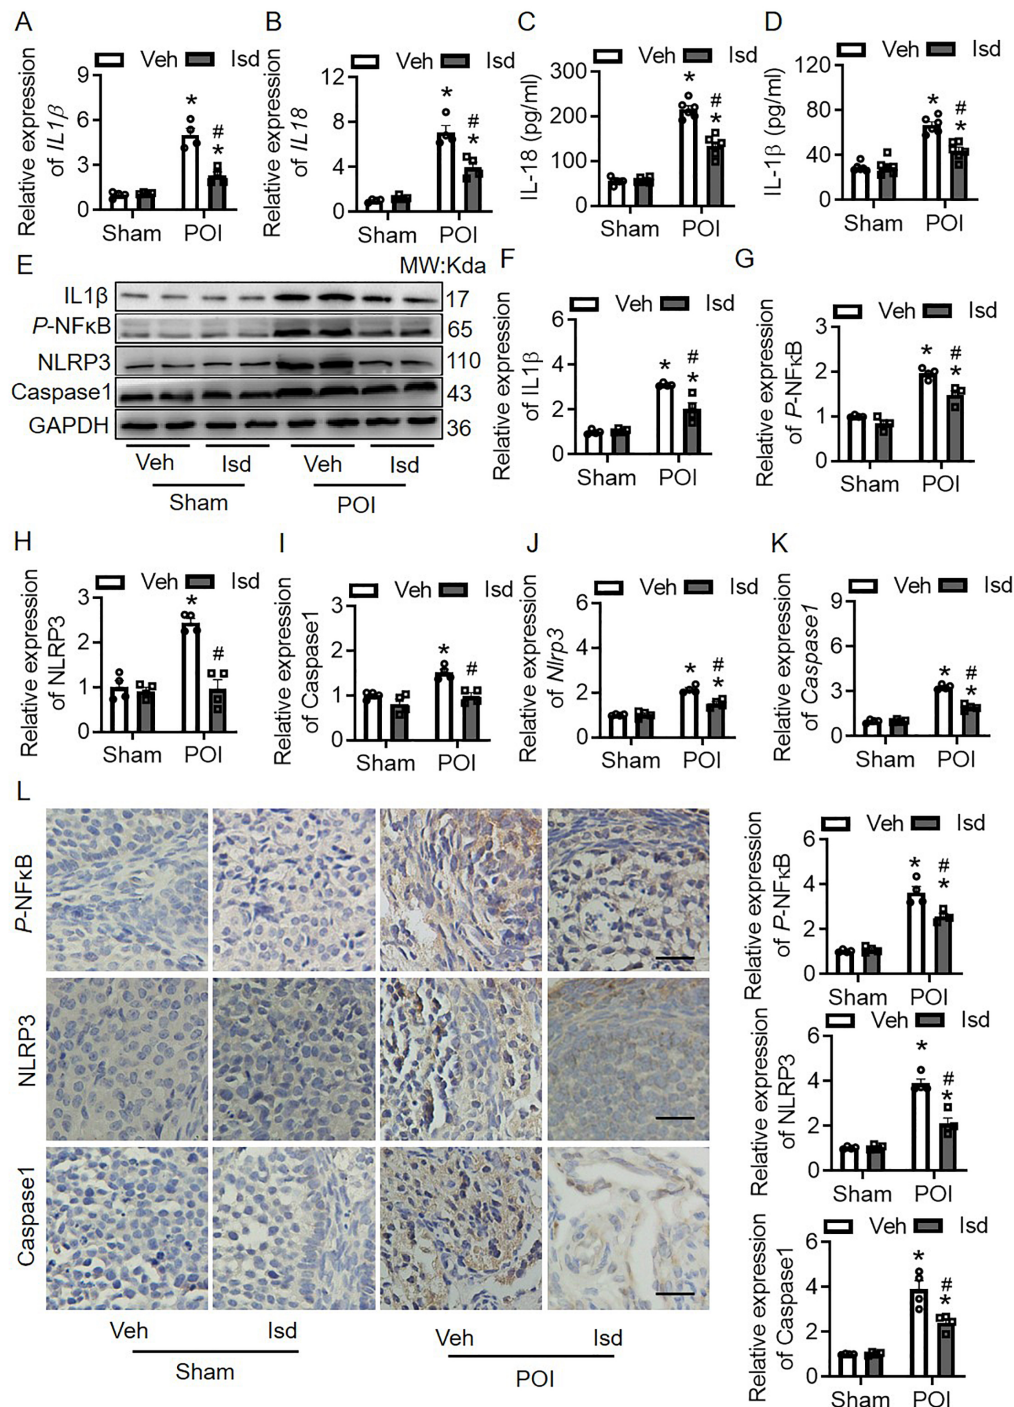 A
Relative expression
of IL1β
Veh Isd
9
6
3
0
*
#
*
Sham POI
B
Relative expression
of IL18
Veh Isd
12
8
4
0
*
#
*
Sham POI
C
IL-18 (pg/ml)
Veh Isd
300
200
100
0
*
#
*
Sham POI
D
IL-1β (pg/ml)
Veh Isd
120
80
40
0
*
#
*
Sham POI
E
MW:Kda
IL1β 17
P-NFκB 65
NLRP3 110
Caspase1 43
GAPDH 36
Veh Isd Veh Isd
Sham POI
F
Relative expression
of IL1β
Veh Isd
6
4
2
0
*
#
*
Sham POI
G
Relative expression
of P-NFκB
Veh Isd
3
2
1
0
*
#
*
Sham POI
H
Relative expression
of NLRP3
Veh Isd
3
2
1
0
*
#
Sham POI
I
Relative expression
of Caspase1
Veh Isd
3
2
1
0
*
#
Sham POI
J
Relative expression
of Nlrp3
Veh Isd
6
4
2
0
*
#
*
Sham POI
K
Relative expression
of Caspase1
Veh Isd
9
6
3
0
*
#
*
Sham POI
L
P-NFκB
NLRP3
Caspase1
Veh Isd Veh Isd
Sham POI
Relative expression
of P-NFκB
Veh Isd
6
4
2
0
*
#
*
Sham POI
Relative expression
of NLRP3
Veh Isd
6
4
2
0
*
#
*
Sham POI
Relative expression
of Caspase1
Veh Isd
6
4
2
0
*
#
*
Sham POI